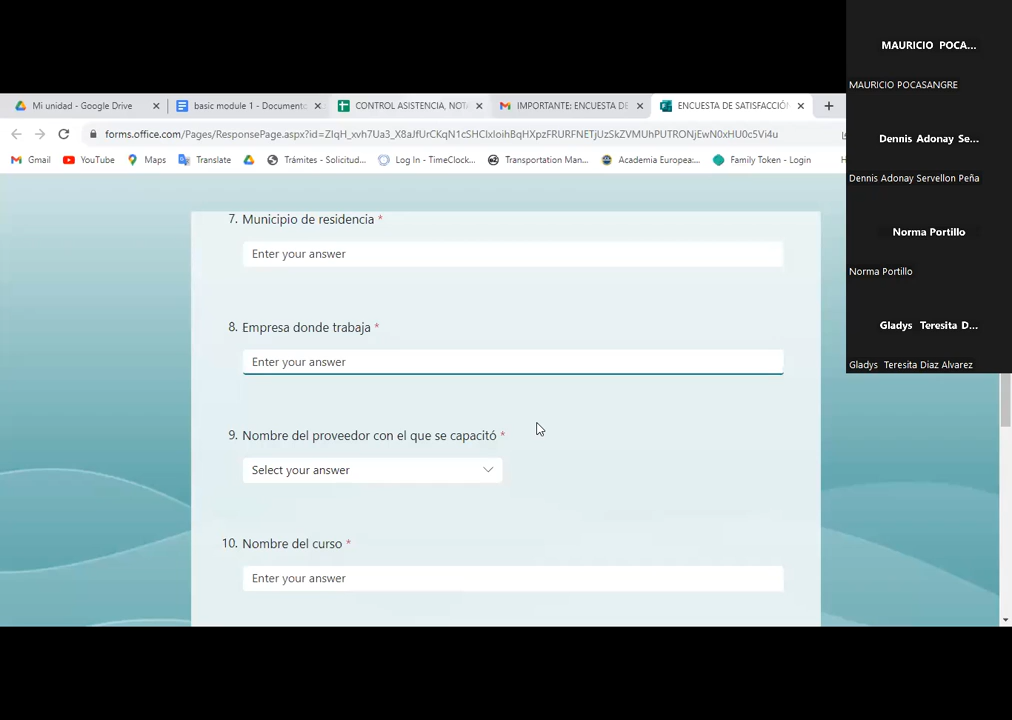 Mi unidad - Google Drive
basic module 1 - Documento
CONTROL ASISTENCIA, NOTA
IMPORTANTE: ENCUESTA DE
ENCUESTA DE SATISFACCIÓN
forms.office.com/Pages/ResponsePage.aspx?id=ZIqH_xvh7Ua3_X8aJfUrCKqN1cSHCIxIoihBqHXpzFRURFNETjUzSkZVMUhPUTRONjEwN0xHU0c5Vi4u
Gmail
YouTube
Maps
Translate
Trámites - Solicitud...
Log In - TimeClock...
Transportation Man...
Academia Europea:...
Family Token - Login
7. Municipio de residencia *
Enter your answer
8. Empresa donde trabaja *
Enter your answer
9. Nombre del proveedor con el que se capacitó *
Select your answer
10. Nombre del curso *
Enter your answer
MAURICIO POCA...
MAURICIO POCASANGRE
Dennis Adonay Se...
Dennis Adonay Servellon Peña
Norma Portillo
Norma Portillo
Gladys Teresita D...
Gladys Teresita Diaz Alvarez